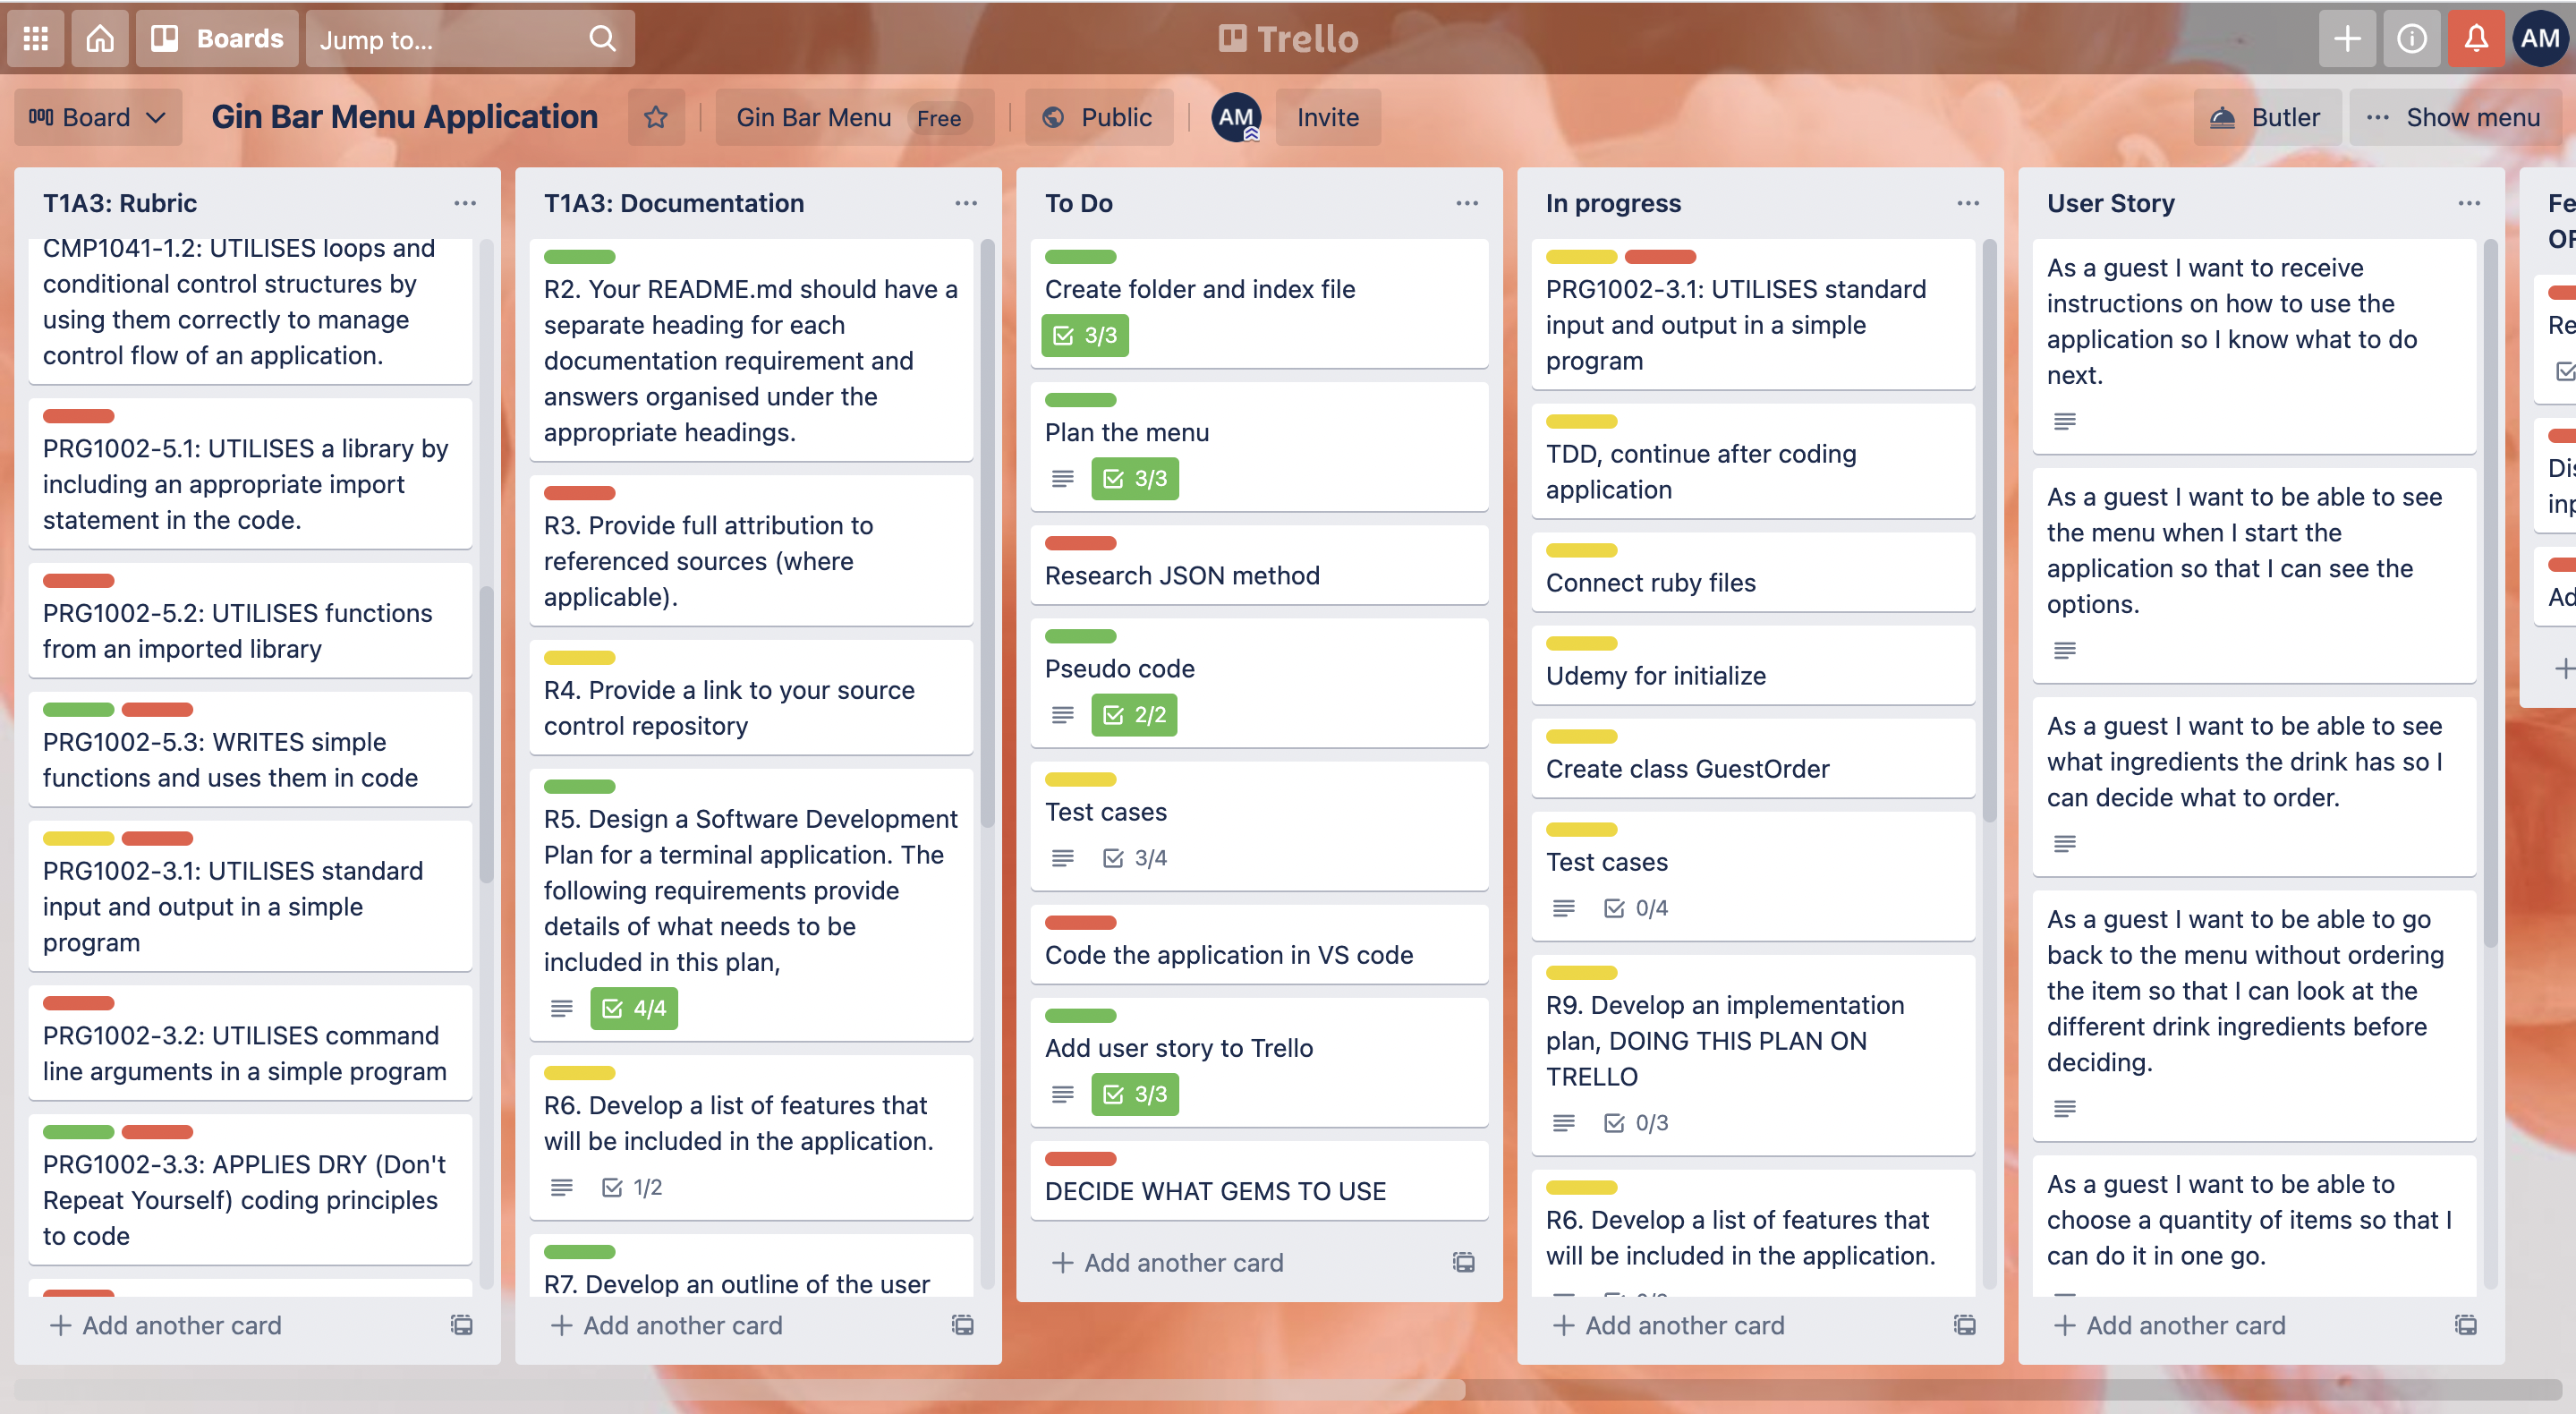 Boards
Jump to...
Trello
AM
Board
Gin Bar Menu Application
Gin Bar Menu Free
Public
AM
Invite
Butler
Show menu
T1A3: Rubric
CMP1041-1.2: UTILISES loops and
conditional control structures by
using them correctly to manage
control flow of an application.
PRG1002-5.1: UTILISES a library by
including an appropriate import
statement in the code.
PRG1002-5.2: UTILISES functions
from an imported library
PRG1002-5.3: WRITES simple
functions and uses them in code
PRG1002-3.1: UTILISES standard
input and output in a simple
program
PRG1002-3.2: UTILISES command
line arguments in a simple program
PRG1002-3.3: APPLIES DRY (Don't
Repeat Yourself) coding principles
to code
Add another card
T1A3: Documentation
R2. Your README.md should have a
separate heading for each
documentation requirement and
answers organised under the
appropriate headings.
R3. Provide full attribution to
referenced sources (where
applicable).
R4. Provide a link to your source
control repository
R5. Design a Software Development
Plan for a terminal application. The
following requirements provide
details of what needs to be
included in this plan,
4/4
R6. Develop a list of features that
will be included in the application.
1/2
R7. Develop an outline of the user
Add another card
To Do
Create folder and index file
3/3
Plan the menu
3/3
Research JSON method
Pseudo code
2/2
Test cases
3/4
Code the application in VS code
Add user story to Trello
3/3
DECIDE WHAT GEMS TO USE
Add another card
In progress
PRG1002-3.1: UTILISES standard
input and output in a simple
program
TDD, continue after coding
application
Connect ruby files
Udemy for initialize
Create class GuestOrder
Test cases
0/4
R9. Develop an implementation
plan, DOING THIS PLAN ON
TRELLO
0/3
R6. Develop a list of features that
will be included in the application.
Add another card
User Story
As a guest I want to receive
instructions on how to use the
application so I know what to do
next.
As a guest I want to be able to see
the menu when I start the
application so that I can see the
options.
As a guest I want to be able to see
what ingredients the drink has so I
can decide what to order.
As a guest I want to be able to go
back to the menu without ordering
the item so that I can look at the
different drink ingredients before
deciding.
As a guest I want to be able to
choose a quantity of items so that I
can do it in one go.
Add another card